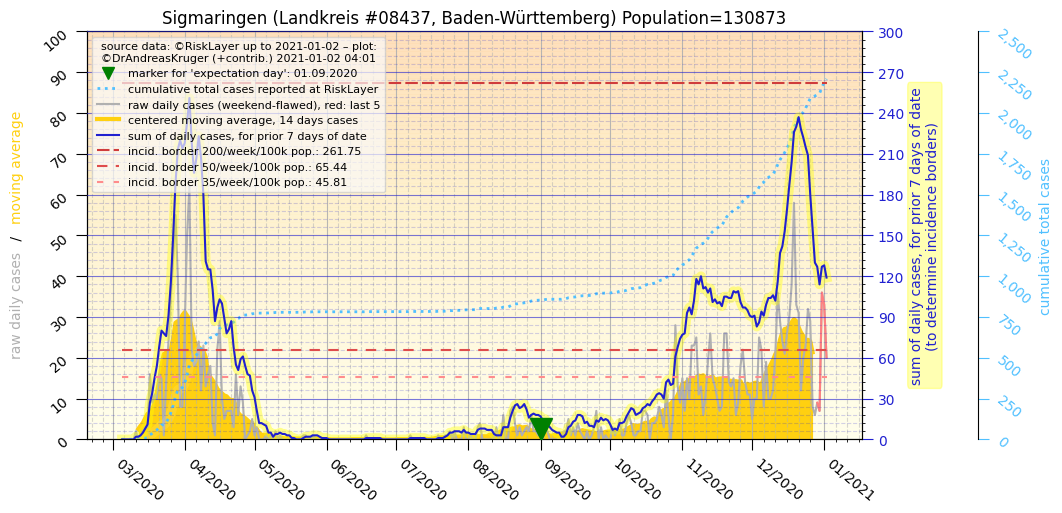 Sigmaringen (Landkreis #08437, Baden-Württemberg) Population=130873
source data: ©RiskLayer up to 2021-01-02 – plot:
©DrAndreasKruger (+contrib.) 2021-01-02 04:01
marker for 'expectation day': 01.09.2020
cumulative total cases reported at RiskLayer
raw daily cases (weekend-flawed), red: last 5
centered moving average, 14 days cases
sum of daily cases, for prior 7 days of date
incid. border 200/week/100k pop.: 261.75
incid. border 50/week/100k pop.: 65.44
incid. border 35/week/100k pop.: 45.81
raw daily cases / moving average
100
90
80
70
60
50
40
30
20
10
0
03/2020
04/2020
05/2020
06/2020
07/2020
08/2020
09/2020
10/2020
11/2020
12/2020
01/2021
300
270
240
210
180
150
120
90
60
30
0
sum of daily cases, for prior 7 days of date
(to determine incidence borders)
2,500
2,250
2,000
1,750
1,500
1,250
1,000
750
500
250
0
cumulative total cases